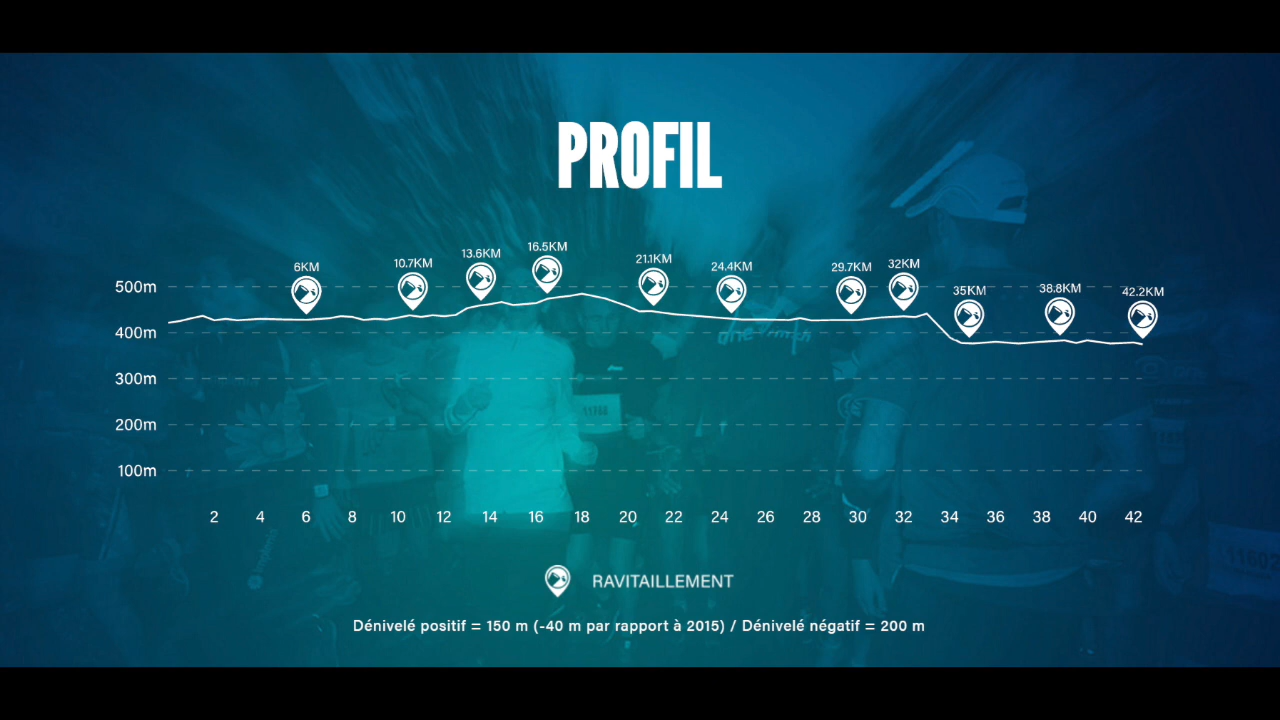 PROFIL
6KM
10.7KM
13.6KM
16.5KM
21.1KM
24.4KM
29.7KM
32KM
35KM
38.8KM
42.2KM
500m
400m
300m
200m
100m
2 4 6 8 10 12 14 16 18 20 22 24 26 28 30 32 34 36 38 40 42
RAVITAILLEMENT
Dénivelé positif = 150 m (-40 m par rapport à 2015) / Dénivelé négatif = 200 m